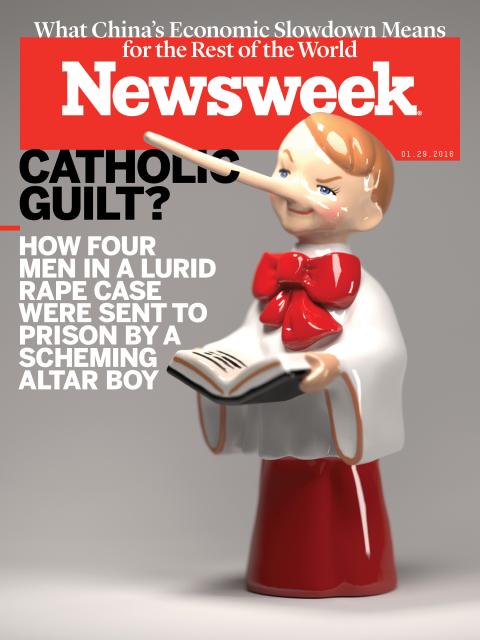 What China's Economic Slowdown Means
for the Rest of the World
Newsweek®
01.29.2016
CATHOLIC
GUILT?
HOW FOUR
MEN IN A LURID
RAPE CASE
WERE SENT TO
PRISON BY A
SCHEMING
ALTAR BOY